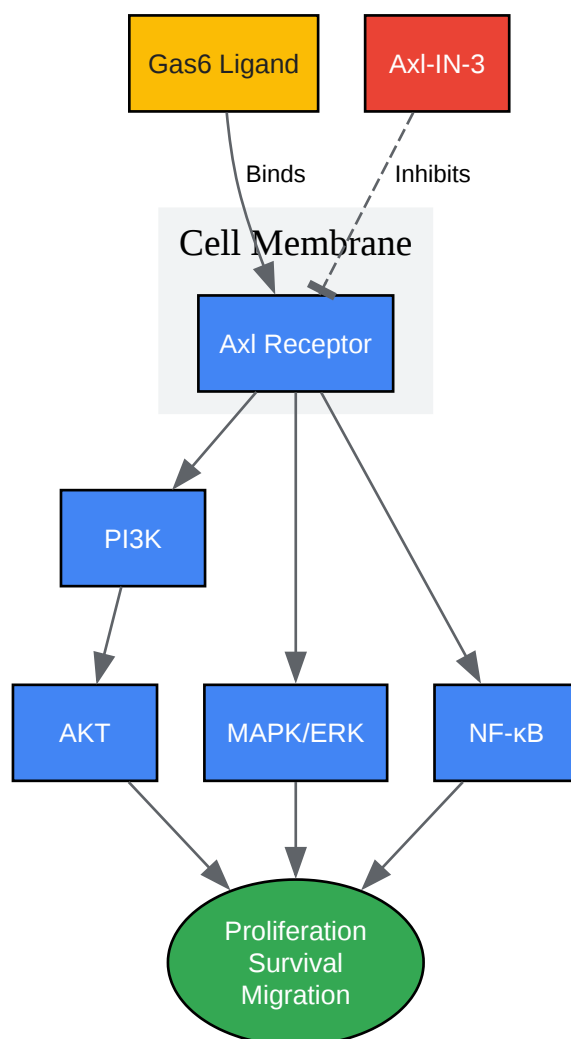 Gas6 Ligand
Axl-IN-3
Binds
Inhibits
Cell Membrane
Axl Receptor
PI3K
AKT
MAPK/ERK
NF-κB
Proliferation
Survival
Migration